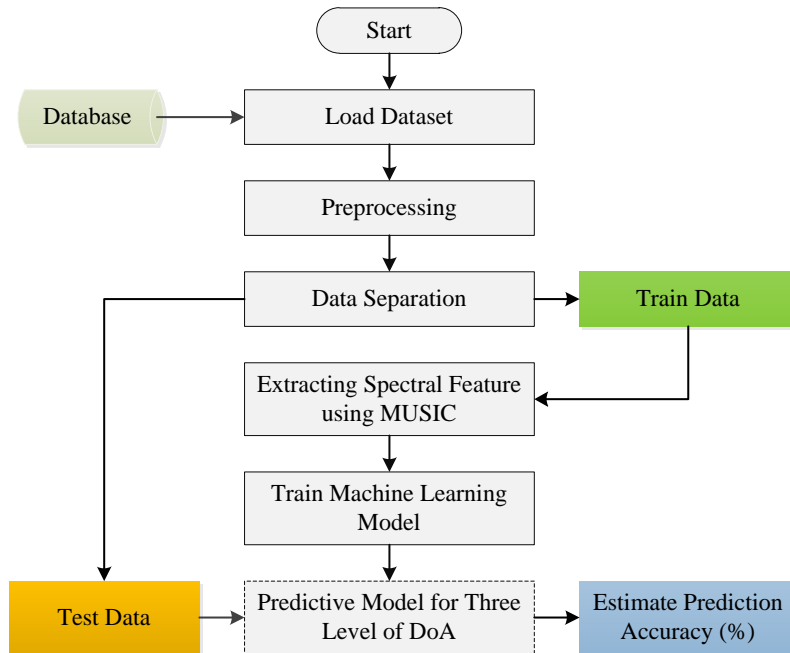 Start
Database
Load Dataset
Preprocessing
Data Separation
Train Data
Extracting Spectral Feature
using MUSIC
Train Machine Learning
Model
Test Data
Predictive Model for Three
Level of DoA
Estimate Prediction
Accuracy (%)